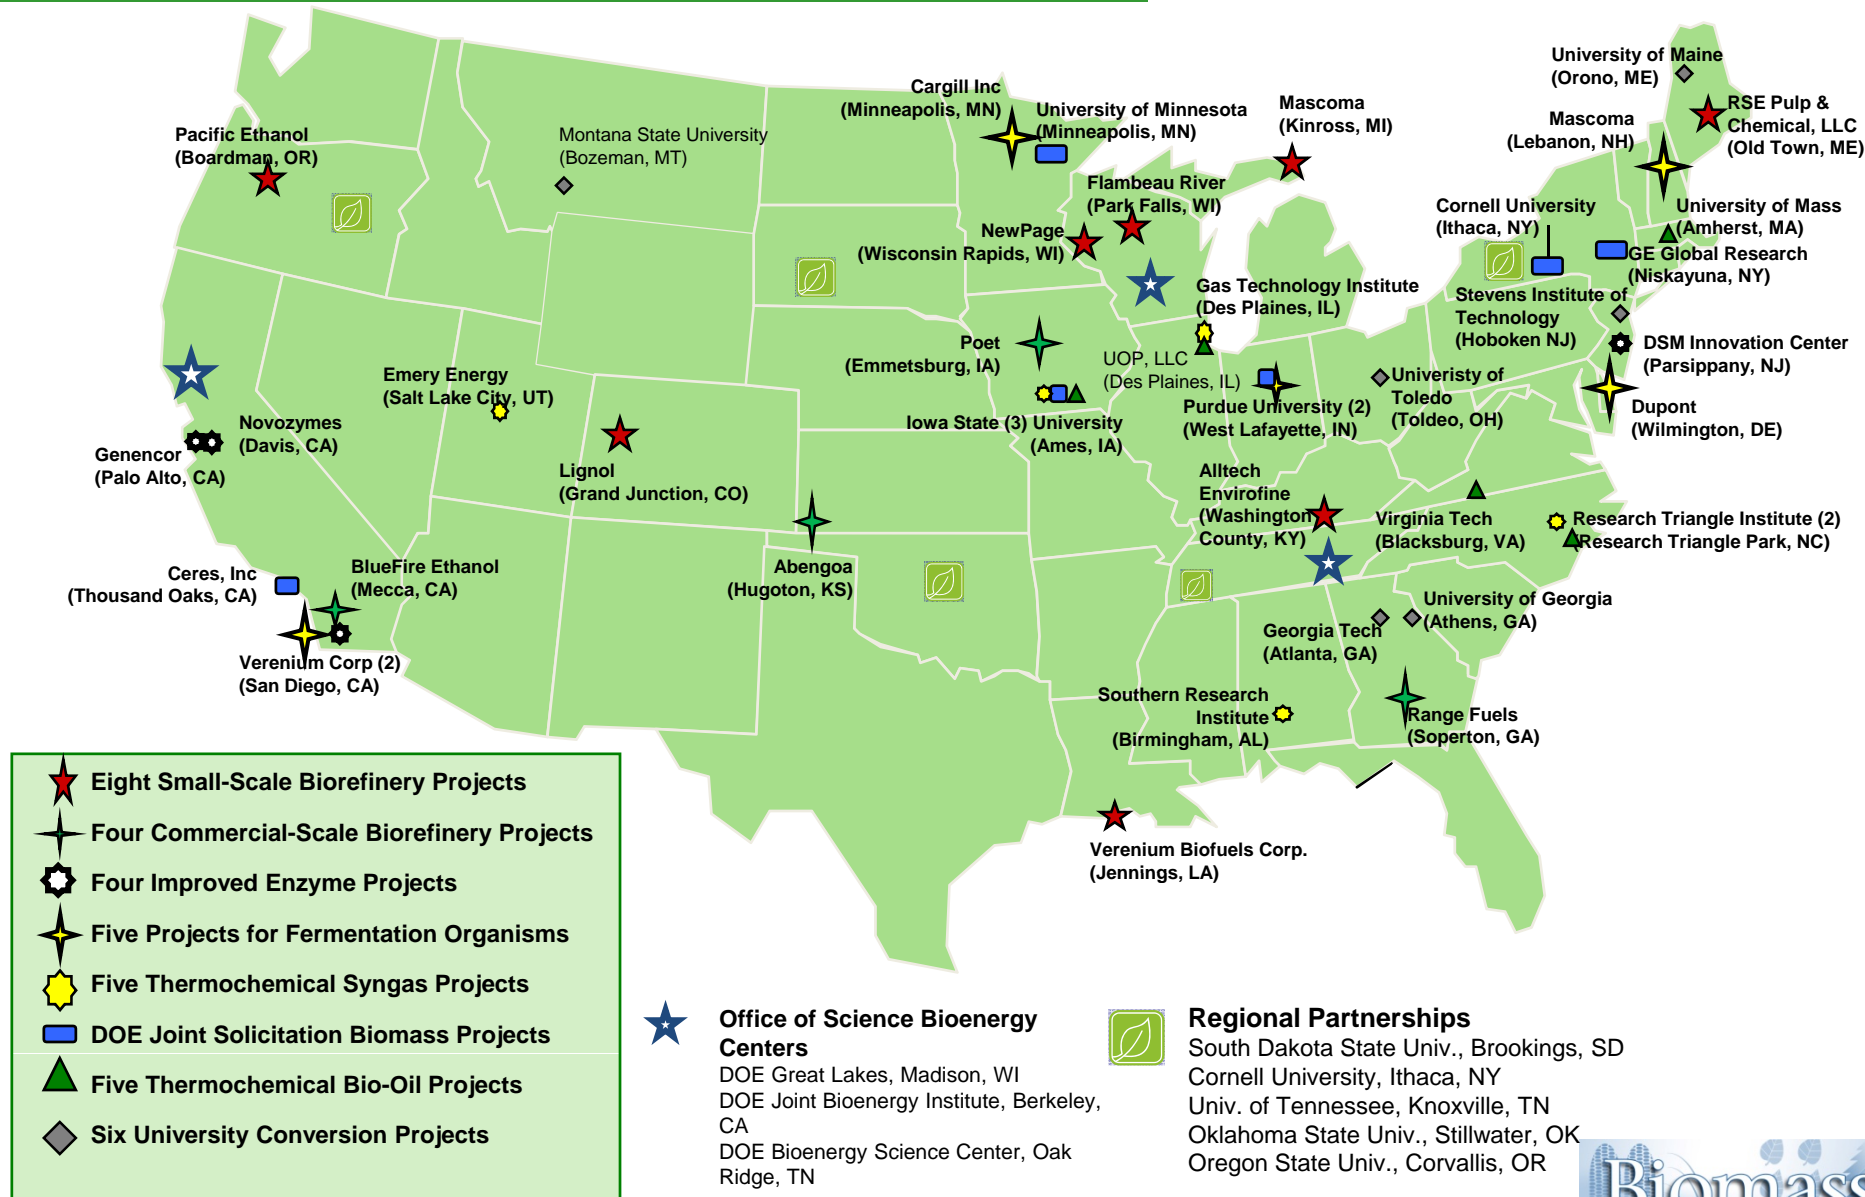 University of Maine
(Orono, ME)
Cargill Inc
(Minneapolis, MN)
University of Minnesota
(Minneapolis, MN)
Mascoma
(Kinross, MI)
RSE Pulp &
Chemical, LLC
(Old Town, ME)
Mascoma
(Lebanon, NH)
Pacific Ethanol
(Boardman, OR)
Montana State University
(Bozeman, MT)
Flambeau River
(Park Falls, WI)
Cornell University
(Ithaca, NY)
University of Mass
(Amherst, MA)
NewPage
(Wisconsin Rapids, WI)
GE Global Research
(Niskayuna, NY)
Gas Technology Institute
(Des Plaines, IL)
Stevens Institute of
Technology
(Hoboken NJ)
Poet
(Emmetsburg, IA)
UOP, LLC
(Des Plaines, IL)
DSM Innovation Center
(Parsippany, NJ)
Emery Energy
(Salt Lake City, UT)
Univeristy of
Toledo
(Toldeo, OH)
Purdue University (2)
(West Lafayette, IN)
Dupont
(Wilmington, DE)
Iowa State (3) University
(Ames, IA)
Novozymes
(Davis, CA)
Genencor
(Palo Alto, CA)
Lignol
(Grand Junction, CO)
Alltech
Envirofine
(Washington
County, KY)
Virginia Tech
(Blacksburg, VA)
Research Triangle Institute (2)
(Research Triangle Park, NC)
Ceres, Inc
(Thousand Oaks, CA)
BlueFire Ethanol
(Mecca, CA)
Abengoa
(Hugoton, KS)
University of Georgia
(Athens, GA)
Georgia Tech
(Atlanta, GA)
Verenium Corp (2)
(San Diego, CA)
Southern Research
Institute
(Birmingham, AL)
Range Fuels
(Soperton, GA)
Verenium Biofuels Corp.
(Jennings, LA)
Eight Small-Scale Biorefinery Projects
Four Commercial-Scale Biorefinery Projects
Four Improved Enzyme Projects
Five Projects for Fermentation Organisms
Five Thermochemical Syngas Projects
DOE Joint Solicitation Biomass Projects
Five Thermochemical Bio-Oil Projects
Six University Conversion Projects
Office of Science Bioenergy
Centers
DOE Great Lakes, Madison, WI
DOE Joint Bioenergy Institute, Berkeley,
CA
DOE Bioenergy Science Center, Oak
Ridge, TN
Regional Partnerships
South Dakota State Univ., Brookings, SD
Cornell University, Ithaca, NY
Univ. of Tennessee, Knoxville, TN
Oklahoma State Univ., Stillwater, OK
Oregon State Univ., Corvallis, OR
Biomass